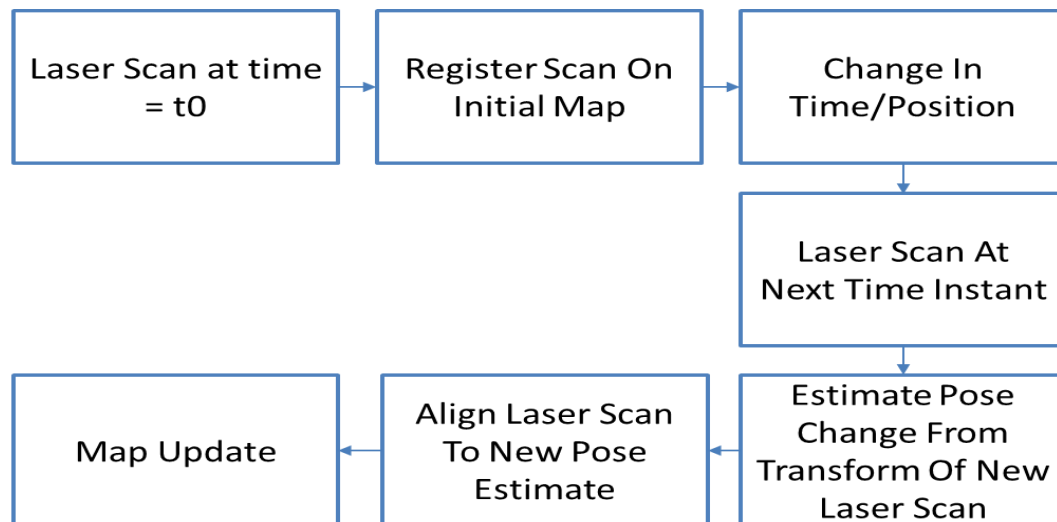 Laser Scan at time
= t0
Register Scan On
Initial Map
Change In
Time/Position
Laser Scan At
Next Time Instant
Estimate Pose
Change From
Transform Of New
Laser Scan
Align Laser Scan
To New Pose
Estimate
Map Update